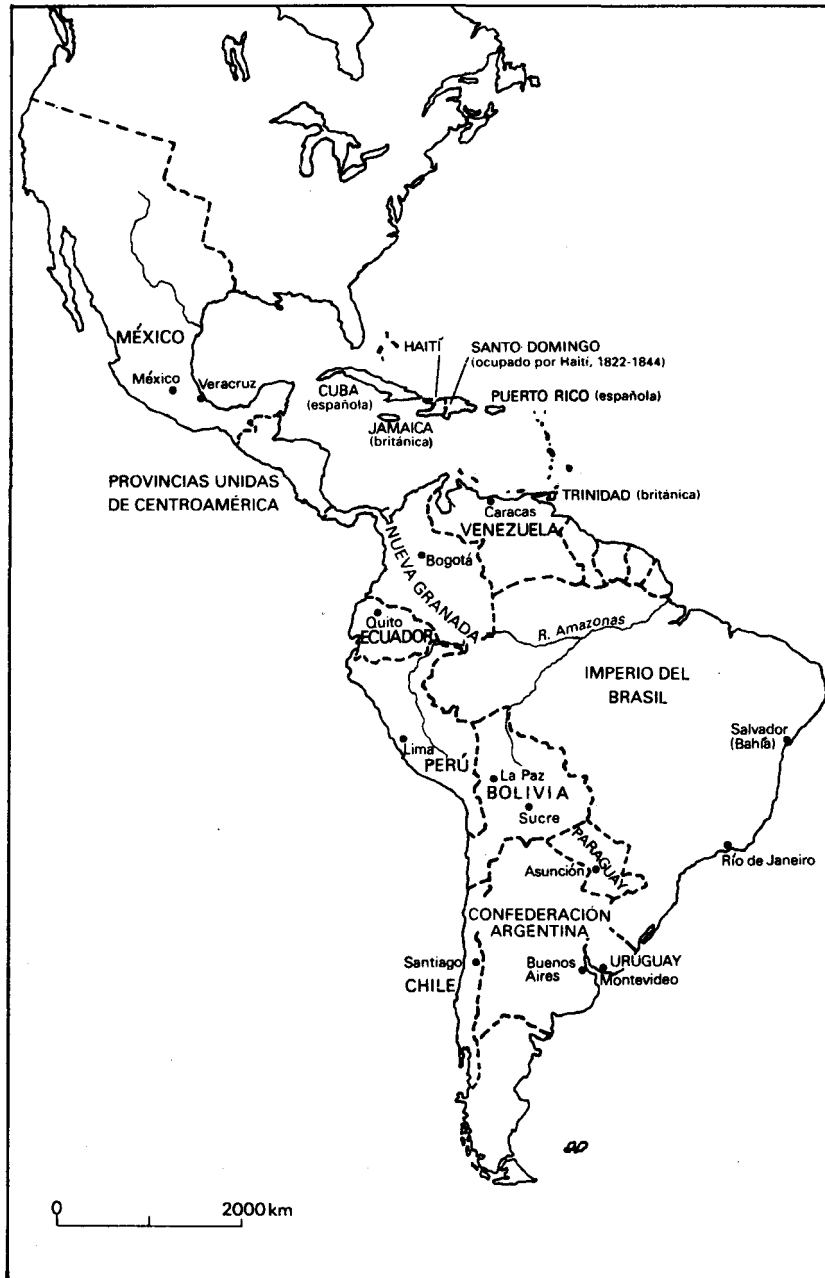 MÉXICO
México
Veracruz
HAITÍ
SANTO DOMINGO
(ocupado por Haití, 1822-1844)
CUBA
(española)
PUERTO RICO (española)
JAMAICA
(británica)
PROVINCIAS UNIDAS
DE CENTROAMÉRICA
TRINIDAD (británica)
Caracas
VENEZUELA
NUEVA GRANADA
Bogotá
Quito
ECUADOR
R. Amazonas
IMPERIO DEL
BRASIL
Salvador
(Bahía)
Lima
PERÚ
La Paz
BOLIVIA
Sucre
PARAGUAY
Río de Janeiro
Asunción
CONFEDERACIÓN
ARGENTINA
Santiago
CHILE
Buenos
Aires
URUGUAY
Montevideo
0 2000 km